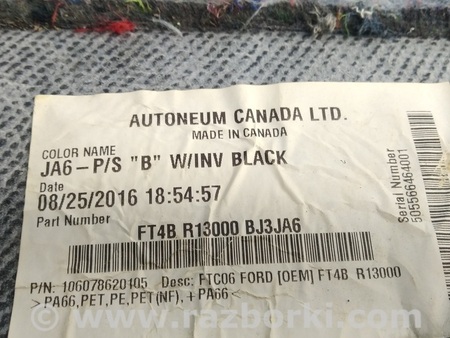 AUTONEUM CANADA LTD.
MADE IN CANADA
COLOR NAME
JA6-P/S "B" W/INV BLACK
Date
08/25/2016 18:54:57
Part Number
FT4B R13000 BJ3JA6
P/N: 106078620105 Desc: FTC06 FORD [OEM] FT4B R13000
>PA66,PET,PE,PET(NF),+PA66<
Serial Number
505566464001
www.razborki.com